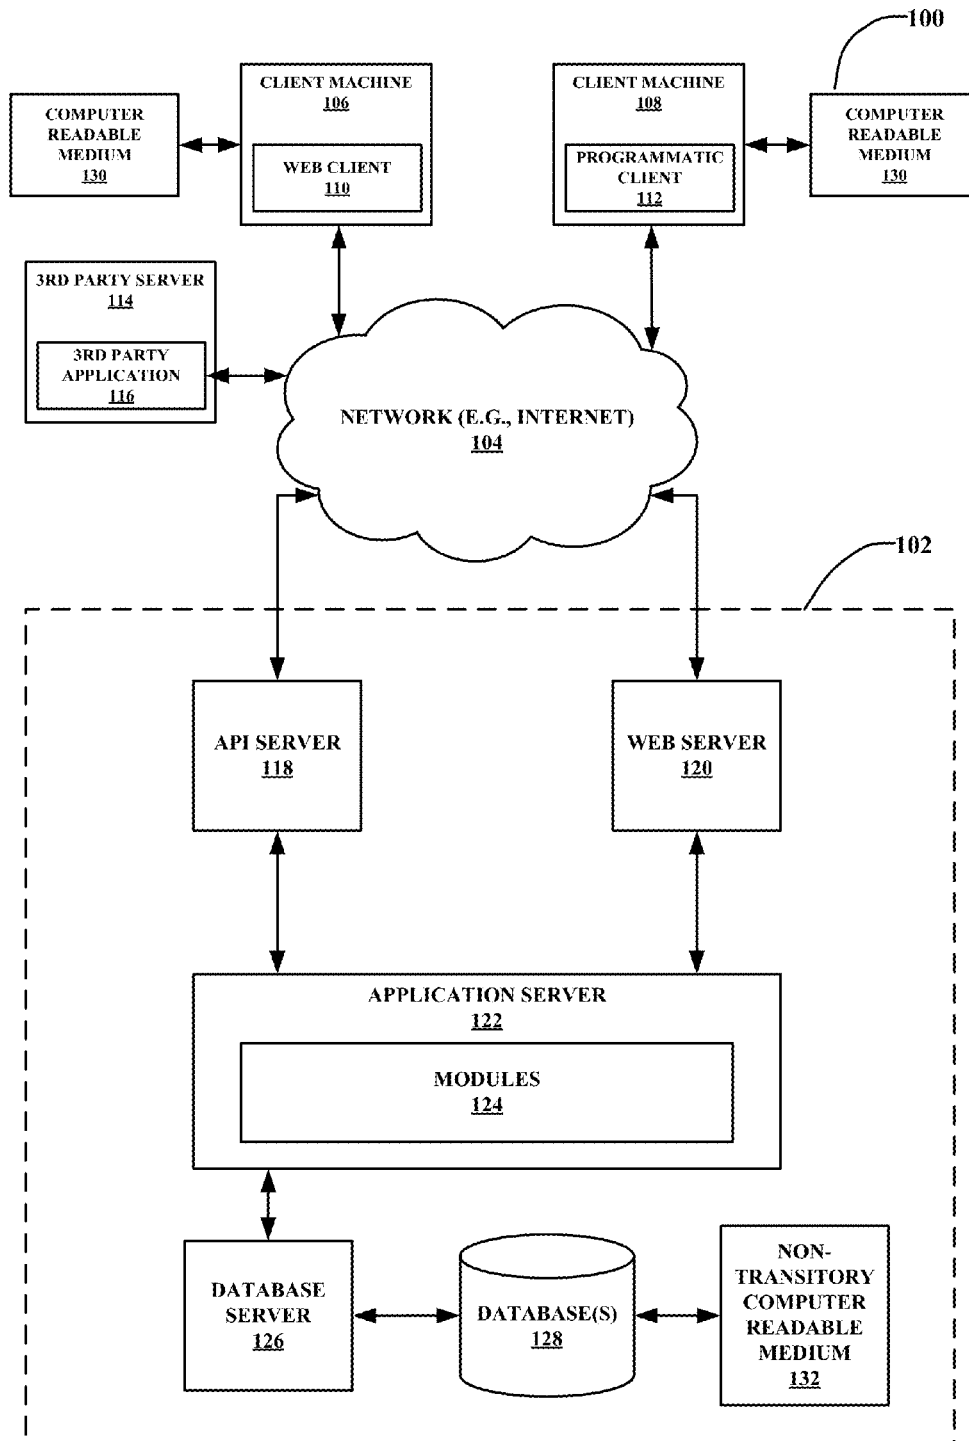 100
CLIENT MACHINE
106
CLIENT MACHINE
108
COMPUTER
READABLE
MEDIUM
130
WEB CLIENT
110
PROGRAMMATIC
CLIENT
112
COMPUTER
READABLE
MEDIUM
130
3RD PARTY SERVER
114
3RD PARTY
APPLICATION
116
NETWORK (E.G., INTERNET)
104
102
API SERVER
118
WEB SERVER
120
APPLICATION SERVER
122
MODULES
124
DATABASE
SERVER
126
DATABASE(S)
128
NON-
TRANSITORY
COMPUTER
READABLE
MEDIUM
132